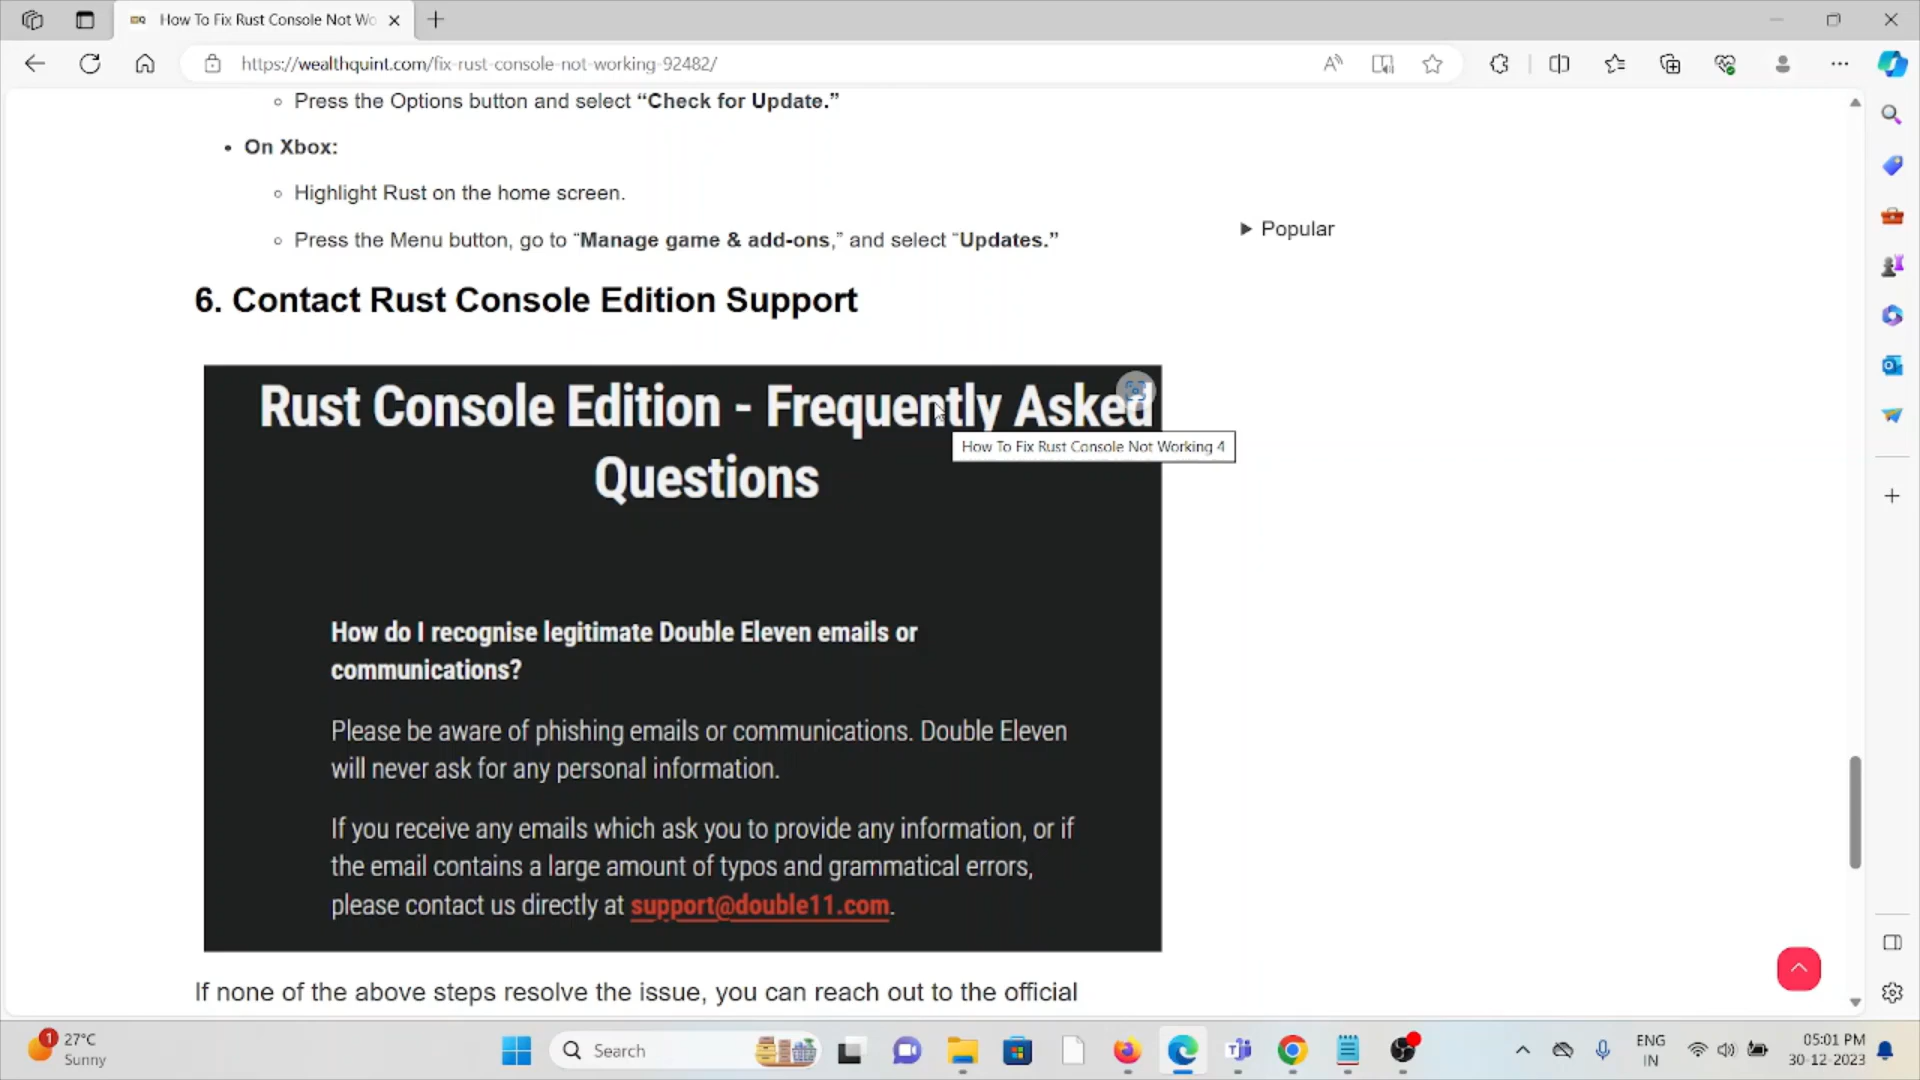 How To Fix Rust Console Not Wo
https://wealthquint.com/fix-rust-console-not-working-92482/
Press the Options button and select “Check for Update.”
On Xbox:
Highlight Rust on the home screen.
Press the Menu button, go to “Manage game & add-ons,” and select “Updates.”
Popular
6. Contact Rust Console Edition Support
Rust Console Edition - Frequently Asked
Questions
How To Fix Rust Console Not Working 4
How do I recognise legitimate Double Eleven emails or
communications?
Please be aware of phishing emails or communications. Double Eleven
will never ask for any personal information.
If you receive any emails which ask you to provide any information, or if
the email contains a large amount of typos and grammatical errors,
please contact us directly at support@double11.com.
If none of the above steps resolve the issue, you can reach out to the official
1
27°C
Sunny
Search
ENG
IN
05:01 PM
30-12-2023